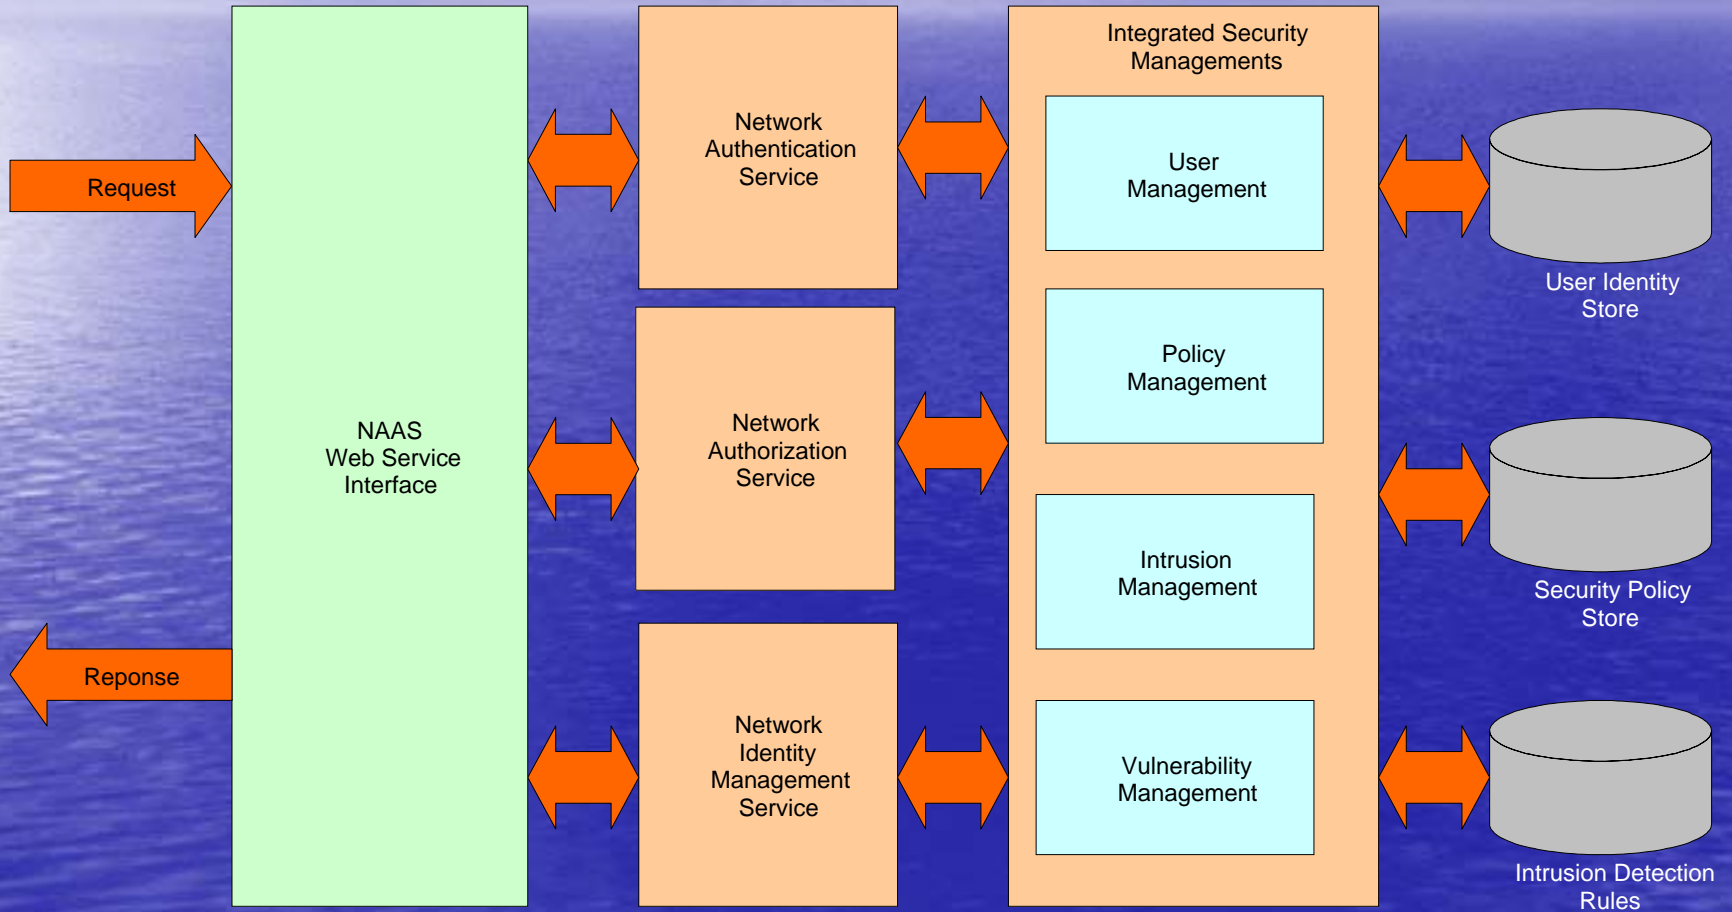 Request
Reponse
NAAS
Web Service
Interface
Network
Authentication
Service
Network
Authorization
Service
Network
Identity
Management
Service
Integrated Security
Managements
User
Management
Policy
Management
Intrusion
Management
Vulnerability
Management
User Identity
Store
Security Policy
Store
Intrusion Detection
Rules